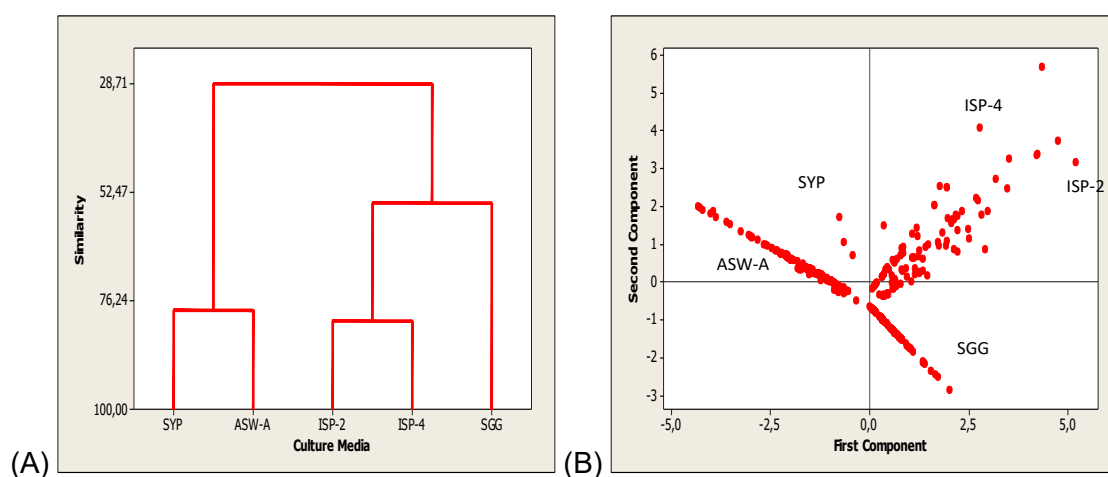 28,71
52,47
76,24
100,00
Similarity
SYP ASW-A ISP-2 ISP-4 SGG
Culture Media
(A)
6
5
4
3
2
1
0
-1
-2
-3
Second Component
ISP-4
ISP-2
SYP
ASW-A
SGG
-5,0 -2,5 0,0 2,5 5,0
First Component
(B)